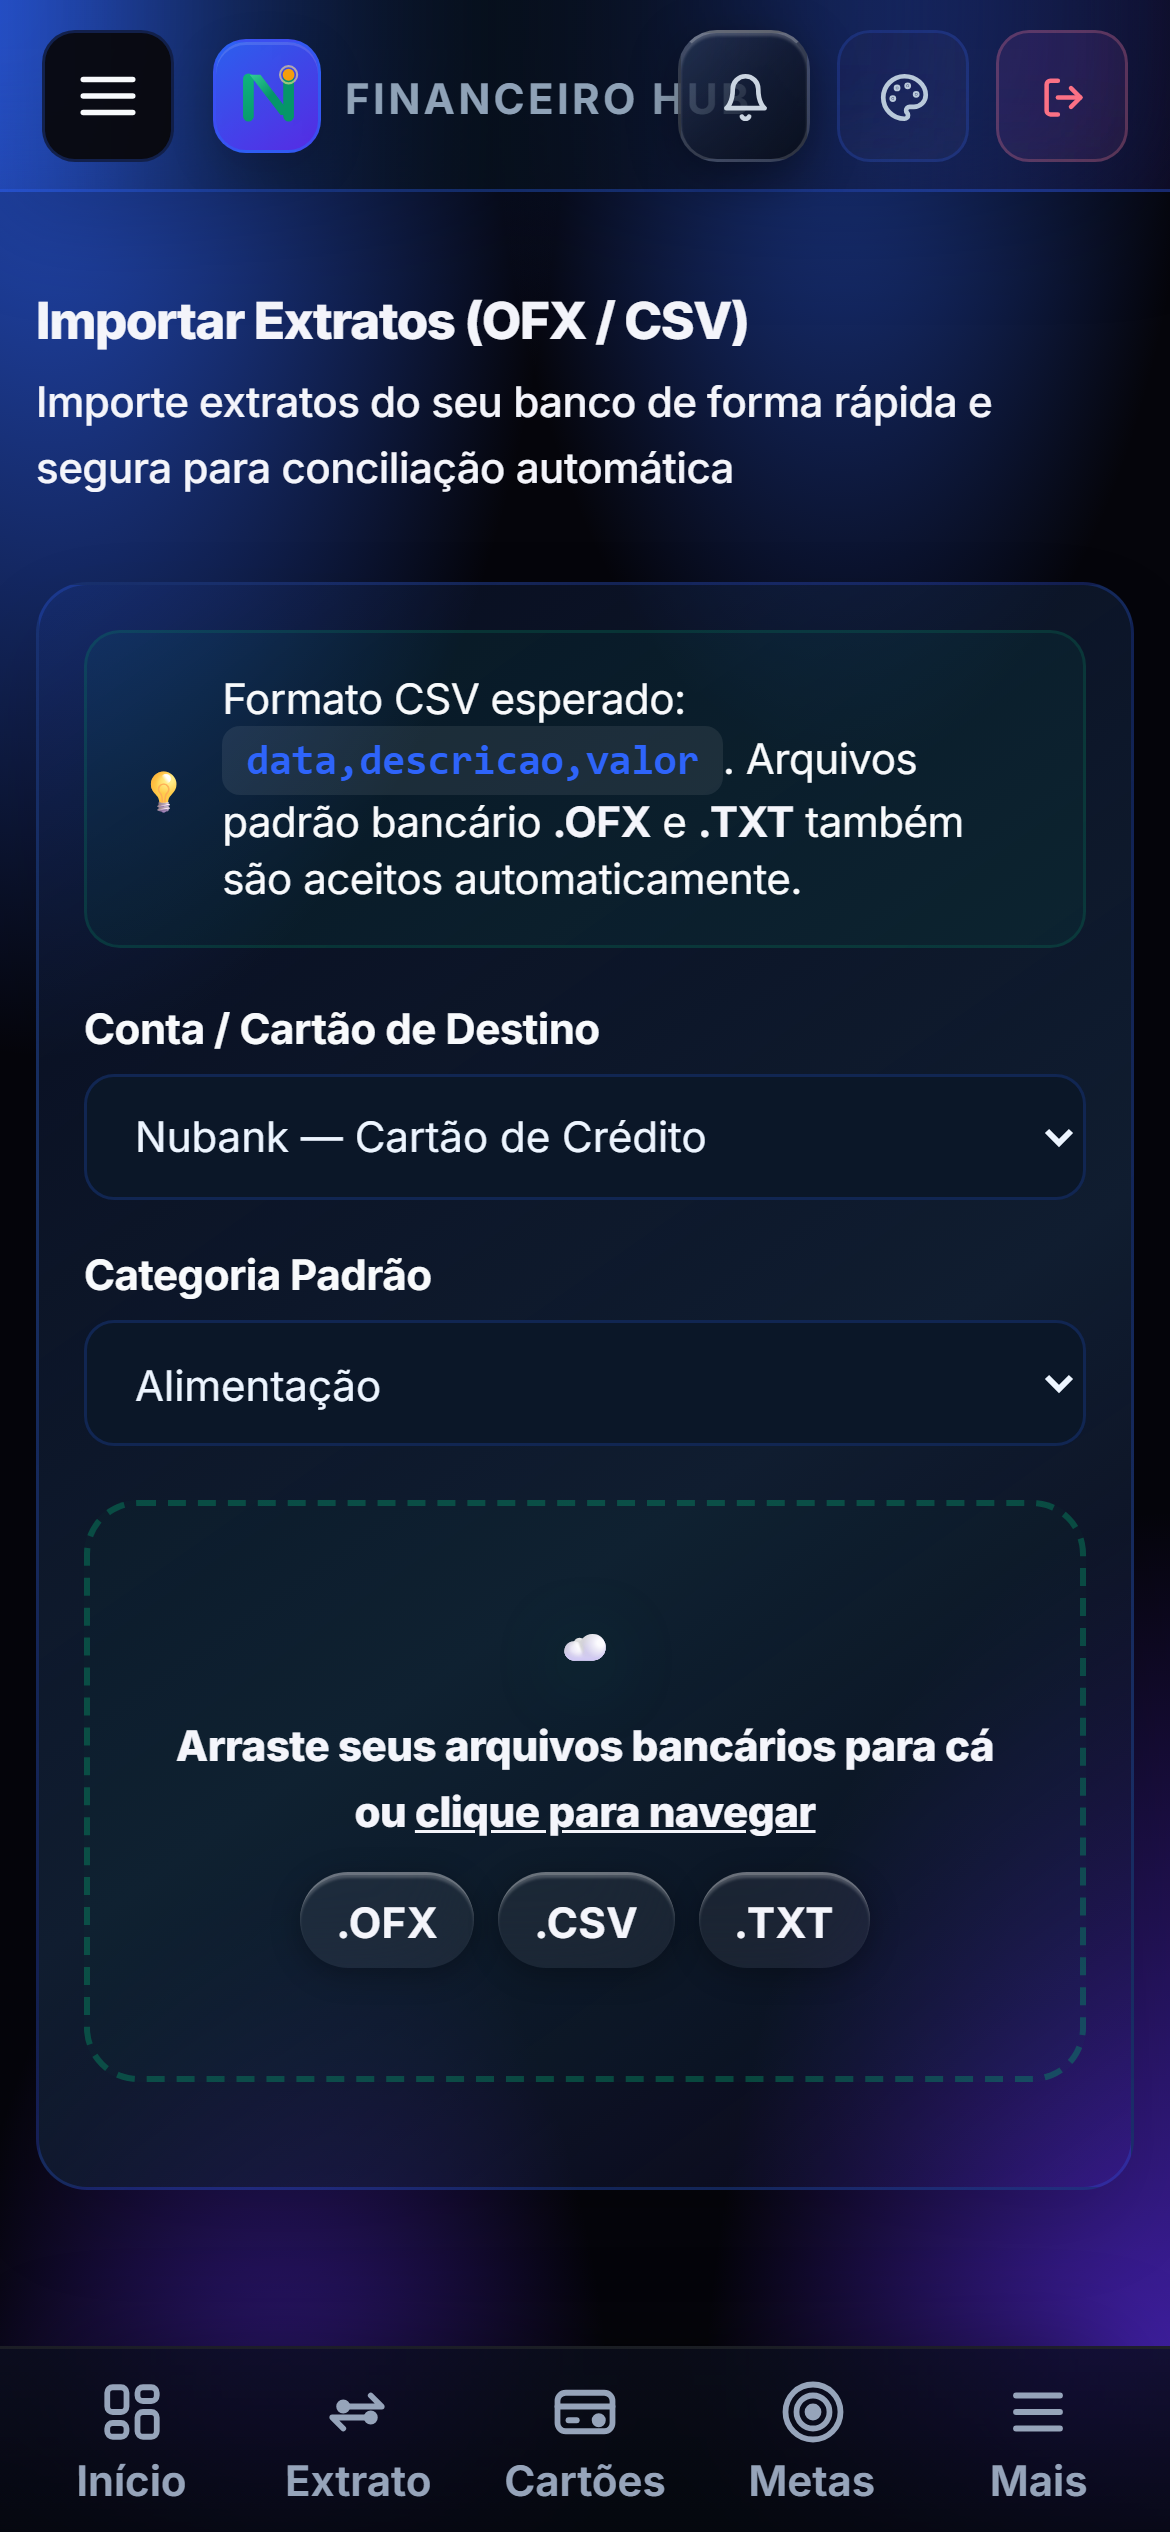 FINANCEIRO HUB
Importar Extratos (OFX / CSV)
Importe extratos do seu banco de forma rápida e
segura para conciliação automática
Formato CSV esperado:
data,descricao,valor . Arquivos
padrão bancário .OFX e .TXT também
são aceitos automaticamente.
Conta / Cartão de Destino
Nubank — Cartão de Crédito
Categoria Padrão
Alimentação
Arraste seus arquivos bancários para cá
ou clique para navegar
.OFX .CSV .TXT
Início Extrato Cartões Metas Mais